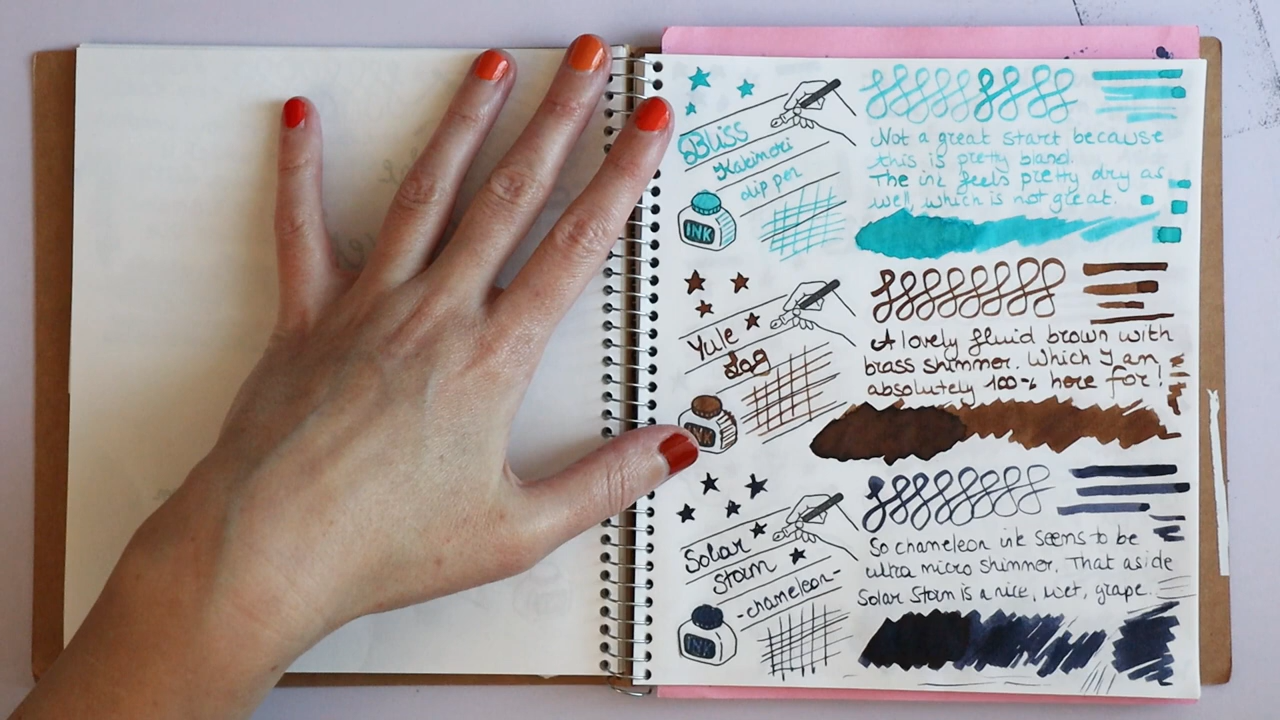 Bliss
Kakimori
dip pen
INK
Not a great start because
this is pretty bland.
The ink feels pretty dry as
well, which is not great.
Yule
Log
INK
A lovely fluid brown with
brass shimmer. Which I am
absolutely 100% here for!
Solar
Storm
-chameleon-
INK
So chameleon ink seems to be
ultra micro shimmer. That aside
Solar Storm is a nice, wet, grape.